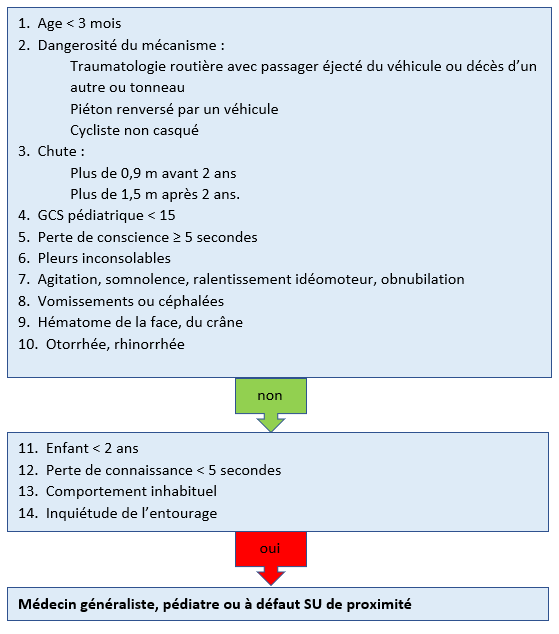 1. Age < 3 mois
2. Dangerosité du mécanisme :
Traumatologie routière avec passager éjecté du véhicule ou décès d’un
autre ou tonneau
Piéton renversé par un véhicule
Cycliste non casqué
3. Chute :
Plus de 0,9 m avant 2 ans
Plus de 1,5 m après 2 ans.
4. GCS pédiatrique < 15
5. Perte de conscience ≥ 5 secondes
6. Pleurs inconsolables
7. Agitation, somnolence, ralentissement idéomoteur, obnubilation
8. Vomissements ou céphalées
9. Hématome de la face, du crâne
10. Otorrhée, rhinorrhée
non
11. Enfant < 2 ans
12. Perte de connaissance < 5 secondes
13. Comportement inhabituel
14. Inquiétude de l’entourage
oui
Médecin généraliste, pédiatre ou à défaut SU de proximité